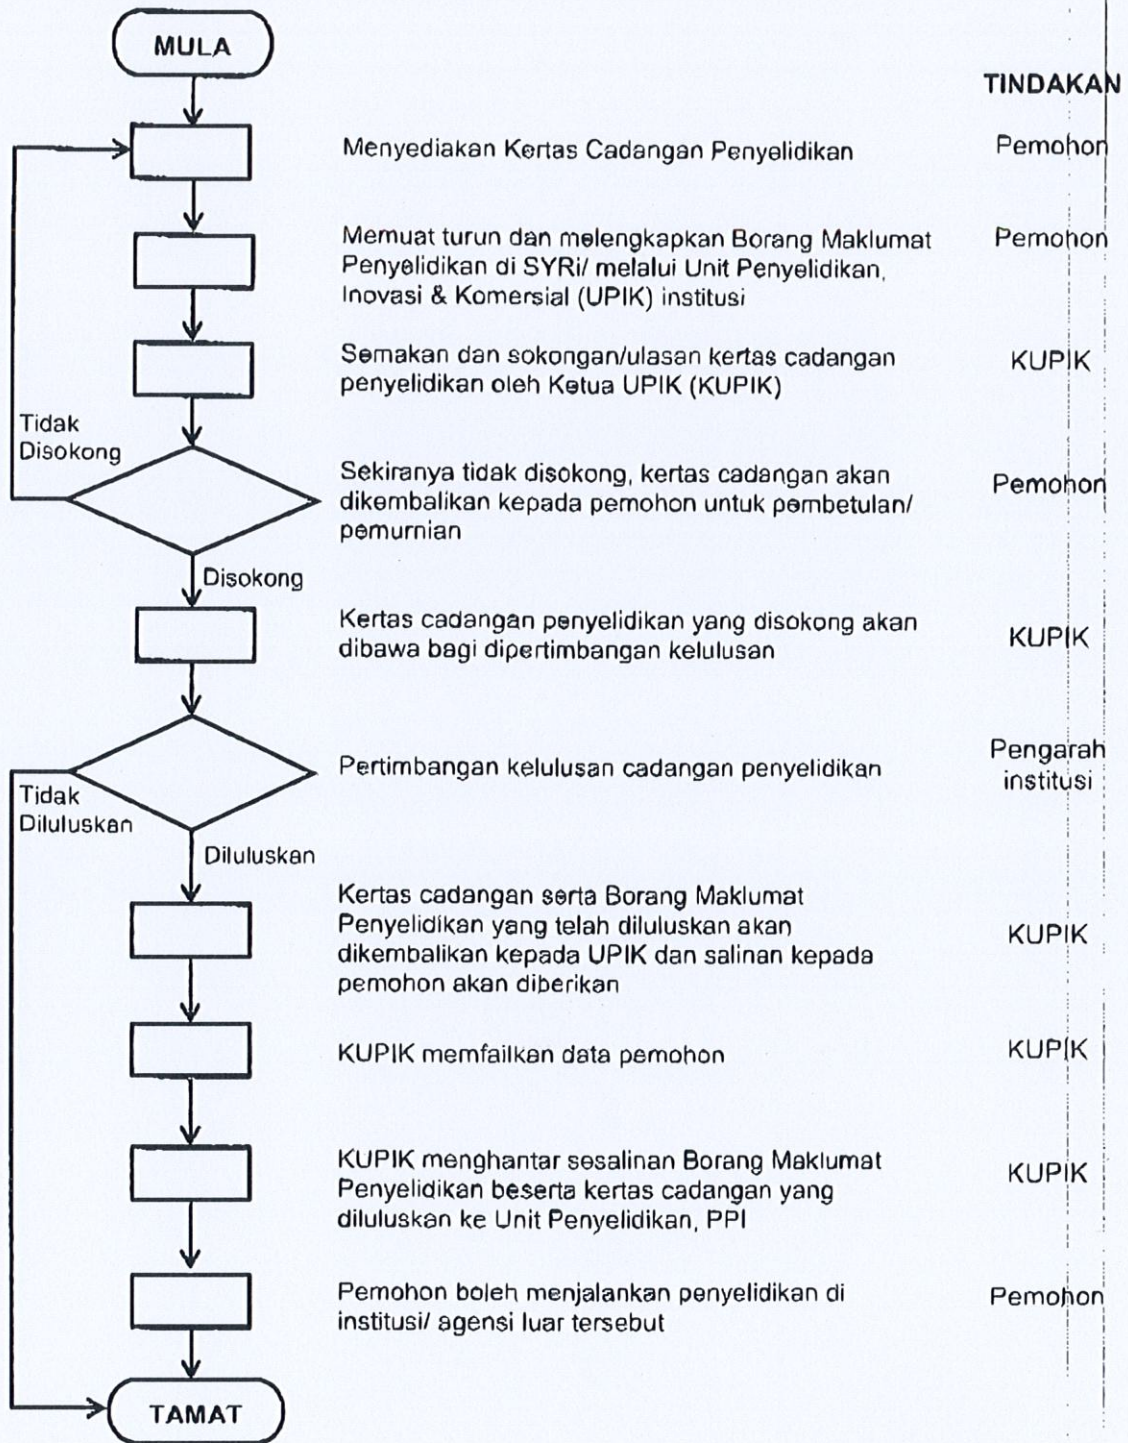 MULA
TINDAKAN
Menyediakan Kertas Cadangan Penyelidikan
Pemohon
Memuat turun dan melengkapkan Borang Maklumat
Penyelidikan di SYRi/ melalui Unit Penyelidikan,
Inovasi & Komersial (UPIK) institusi
Pemohon
Semakan dan sokongan/ulasan kertas cadangan
penyelidikan oleh Ketua UPIK (KUPIK)
KUPIK
Tidak
Disokong
Sekiranya tidak disokong, kertas cadangan akan
dikembalikan kepada pemohon untuk pembetulan/
pemurnian
Pemohon
Disokong
Kertas cadangan penyelidikan yang disokong akan
dibawa bagi dipertimbangan kelulusan
KUPIK
Pertimbangan kelulusan cadangan penyelidikan
Pengarah
institusi
Tidak
Diluluskan
Diluluskan
Kertas cadangan serta Borang Maklumat
Penyelidikan yang telah diluluskan akan
dikembalikan kepada UPIK dan salinan kepada
pemohon akan diberikan
KUPIK
KUPIK memfailkan data pemohon
KUPIK
KUPIK menghantar sesalinan Borang Maklumat
Penyelidikan beserta kertas cadangan yang
diluluskan ke Unit Penyelidikan, PPI
KUPIK
Pemohon boleh menjalankan penyelidikan di
institusi/ agensi luar tersebut
Pemohon
TAMAT